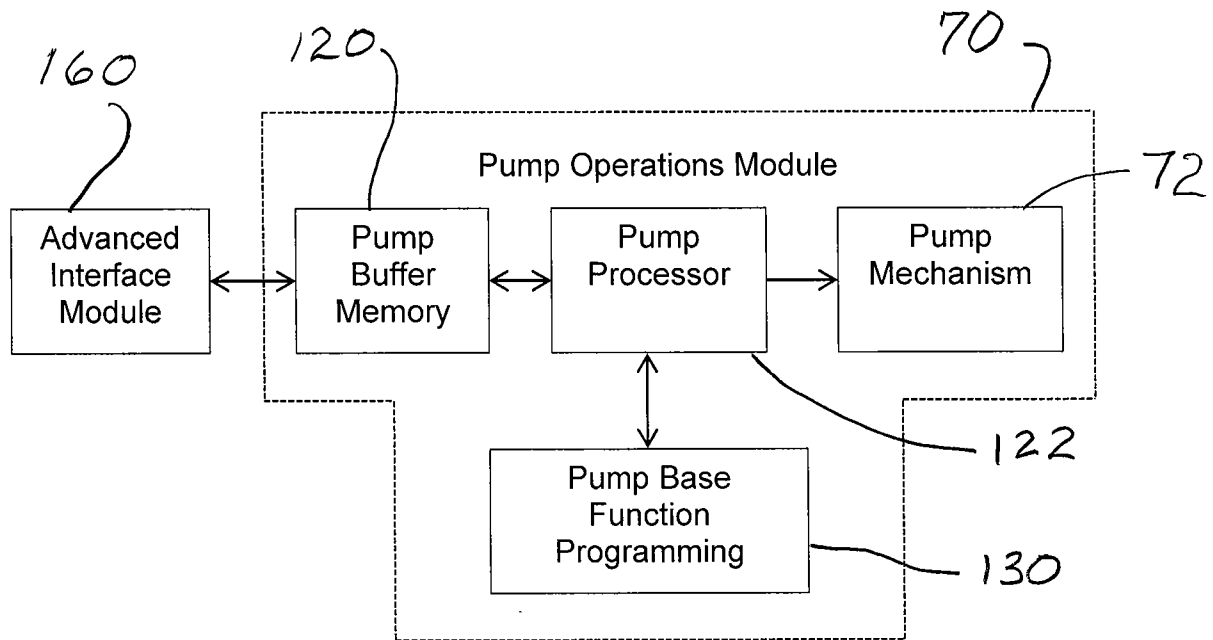 70
120
160
Pump Operations Module
72
Advanced
Interface
Module
Pump
Buffer
Memory
Pump
Processor
Pump
Mechanism
122
Pump Base
Function
Programming
130